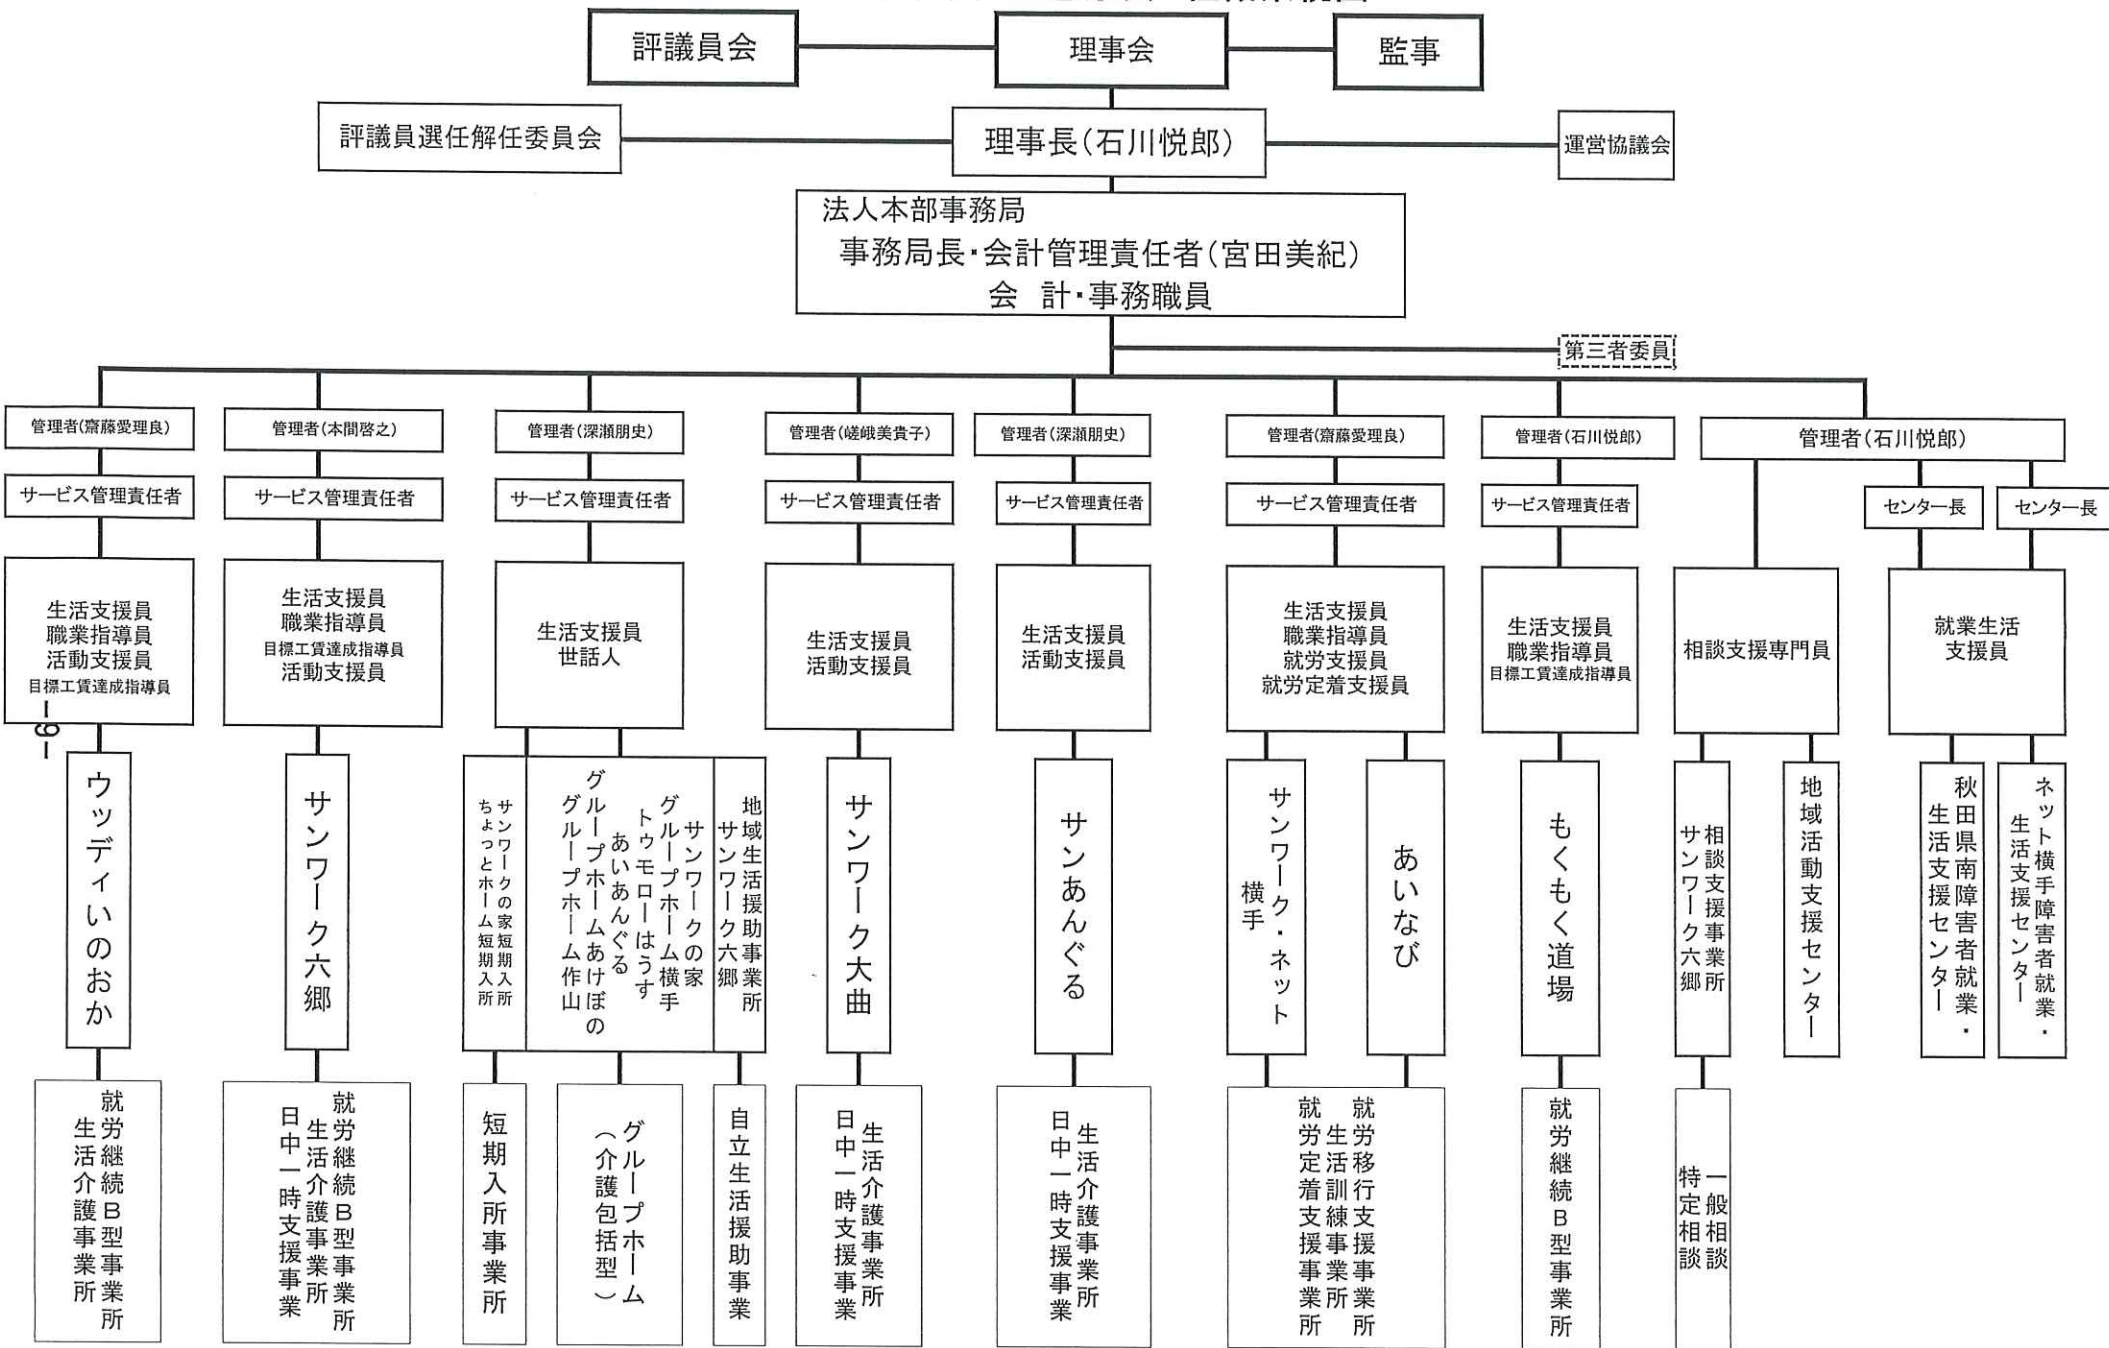 評議員会
理事会
監事
評議員選任解任委員会
理事長(石川悦郎)
運営協議会
法人本部事務局
事務局長・会計管理責任者(宮田美紀)
会 計・事務職員
第三者委員
管理者(齋藤愛理良)
管理者(本間啓之)
管理者(深瀬朋史)
管理者(嵯峨美貴子)
管理者(深瀬朋史)
管理者(齋藤愛理良)
管理者(石川悦郎)
管理者(石川悦郎)
サービス管理責任者
サービス管理責任者
サービス管理責任者
サービス管理責任者
サービス管理責任者
サービス管理責任者
サービス管理責任者
センター長
センター長
生活支援員
職業指導員
活動支援員
目標工賃達成指導員
生活支援員
職業指導員
目標工賃達成指導員
活動支援員
生活支援員
世話人
生活支援員
活動支援員
生活支援員
活動支援員
生活支援員
職業指導員
就労支援員
就労定着支援員
生活支援員
職業指導員
目標工賃達成指導員
相談支援専門員
就業生活
支援員
－9－
ウッディいのおか
サンワーク六郷
サンワークの家短期入所
ちょっとホーム短期入所
サンワークの家
グループホーム横手
トゥモローはうす
あいあんぐる
グループホームあけぼの
グループホーム作山
地域生活援助事業所
サンワーク六郷
サンワーク大曲
サンあんぐる
サンワーク・ネット
横手
あいなび
もくもく道場
相談支援事業所
サンワーク六郷
地域活動支援センター
秋田県南障害者就業・
生活支援センター
ネット横手障害者就業・
生活支援センター
就労継続B型事業所
生活介護事業所
就労継続B型事業所
生活介護事業所
日中一時支援事業
短期入所事業所
グループホーム
(介護包括型)
自立生活援助事業
生活介護事業所
日中一時支援事業
生活介護事業所
日中一時支援事業
就労移行支援事業所
生活訓練事業所
就労定着支援事業所
就労継続B型事業所
一般相談
特定相談